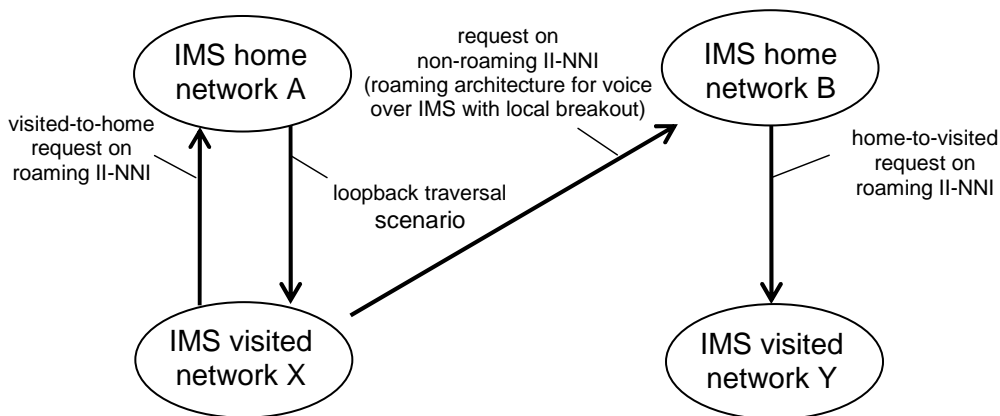 IMS home
network A
request on
non-roaming II-NNI
(roaming architecture for voice
over IMS with local breakout)
IMS home
network B
visited-to-home
request on
roaming II-NNI
loopback traversal
scenario
home-to-visited
request on
roaming II-NNI
IMS visited
network X
IMS visited
network Y